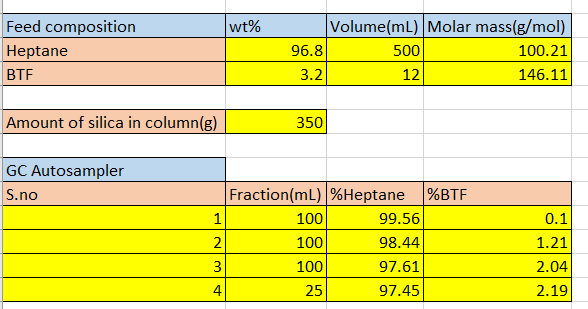 Feed composition wt% Volume(mL) Molar mass(g/mol)
Heptane 96.8 500 100.21
BTF 3.2 12 146.11
Amount of silica in column(g) 350
GC Autosampler
S.no Fraction(mL) %Heptane %BTF
1 100 99.56 0.1
2 100 98.44 1.21
3 100 97.61 2.04
4 25 97.45 2.19